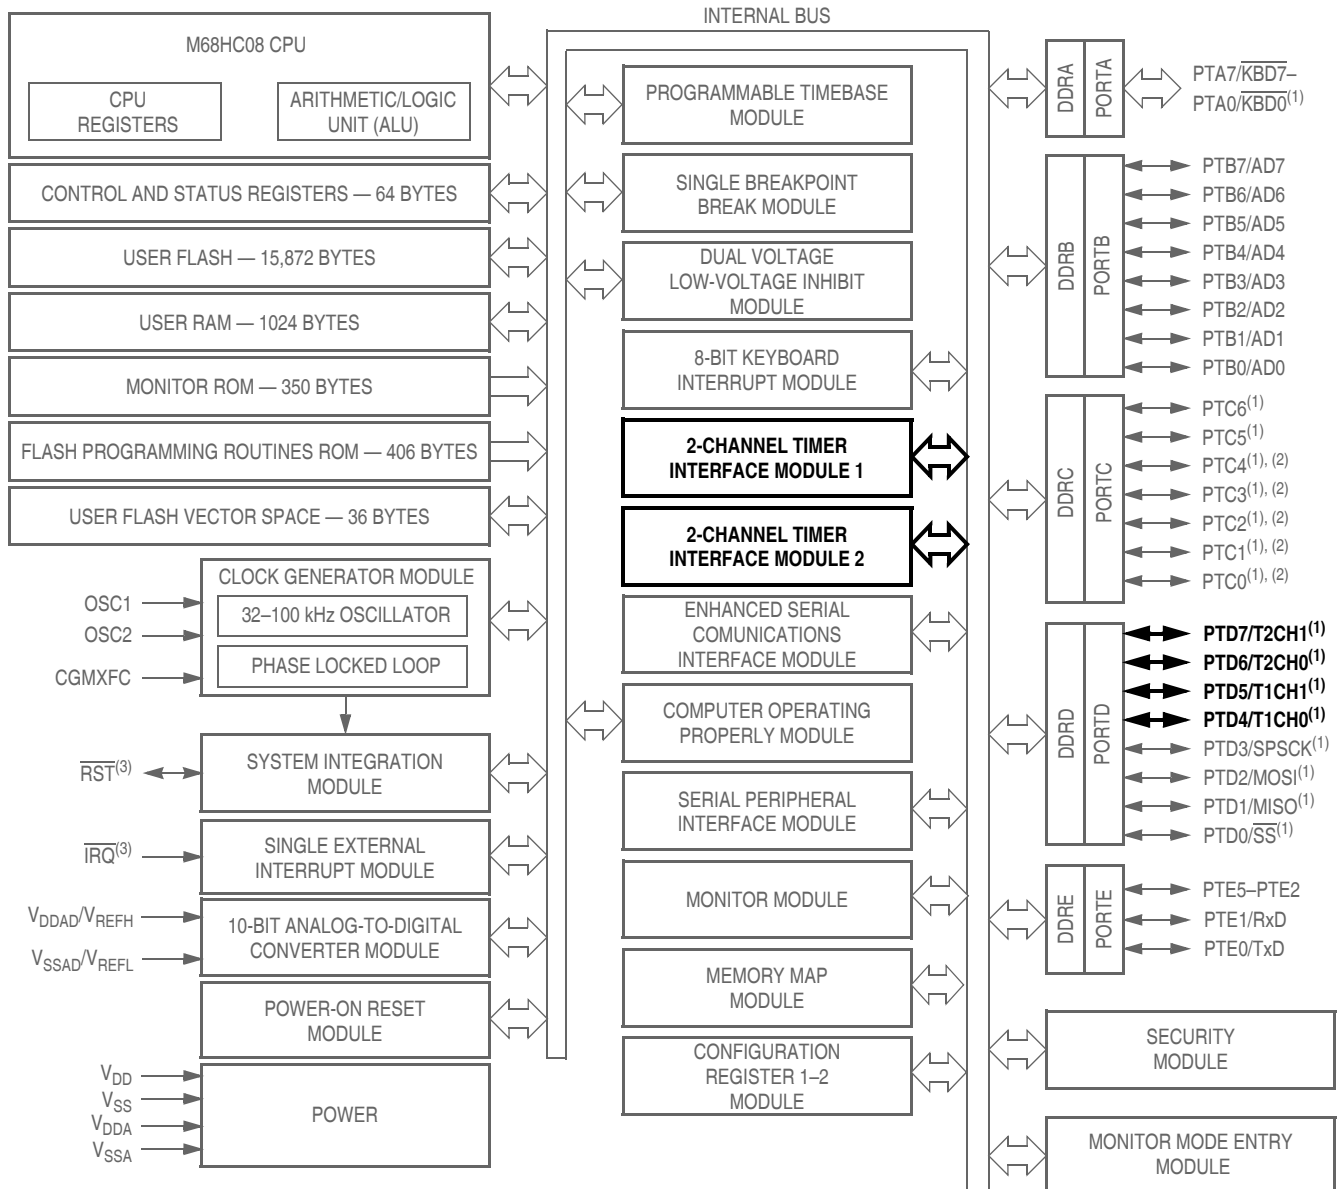 INTERNAL BUS
M68HC08 CPU
CPU
REGISTERS
ARITHMETIC/LOGIC
UNIT (ALU)
CONTROL AND STATUS REGISTERS — 64 BYTES
USER FLASH — 15,872 BYTES
USER RAM — 1024 BYTES
MONITOR ROM — 350 BYTES
FLASH PROGRAMMING ROUTINES ROM — 406 BYTES
USER FLASH VECTOR SPACE — 36 BYTES
CLOCK GENERATOR MODULE
32–100 kHz OSCILLATOR
PHASE LOCKED LOOP
OSC1
OSC2
CGMXFC
SYSTEM INTEGRATION
MODULE
RST(3)
SINGLE EXTERNAL
INTERRUPT MODULE
IRQ(3)
10-BIT ANALOG-TO-DIGITAL
CONVERTER MODULE
VDDAD/VREFH
VSSAD/VREFL
POWER-ON RESET
MODULE
POWER
VDD
VSS
VDDA
VSSA
PROGRAMMABLE TIMEBASE
MODULE
SINGLE BREAKPOINT
BREAK MODULE
DUAL VOLTAGE
LOW-VOLTAGE INHIBIT
MODULE
8-BIT KEYBOARD
INTERRUPT MODULE
2-CHANNEL TIMER
INTERFACE MODULE 1
2-CHANNEL TIMER
INTERFACE MODULE 2
ENHANCED SERIAL
COMUNICATIONS
INTERFACE MODULE
COMPUTER OPERATING
PROPERLY MODULE
SERIAL PERIPHERAL
INTERFACE MODULE
MONITOR MODULE
MEMORY MAP
MODULE
CONFIGURATION
REGISTER 1–2
MODULE
DDRA
PORTA
PTA7/KBD7–
PTA0/KBD0(1)
DDRB
PORTB
PTB7/AD7
PTB6/AD6
PTB5/AD5
PTB4/AD4
PTB3/AD3
PTB2/AD2
PTB1/AD1
PTB0/AD0
DDRC
PORTC
PTC6(1)
PTC5(1)
PTC4(1), (2)
PTC3(1), (2)
PTC2(1), (2)
PTC1(1), (2)
PTC0(1), (2)
DDRD
PORTD
PTD7/T2CH1(1)
PTD6/T2CH0(1)
PTD5/T1CH1(1)
PTD4/T1CH0(1)
PTD3/SPSCK(1)
PTD2/MOSI(1)
PTD1/MISO(1)
PTD0/SS(1)
DDRE
PORTE
PTE5–PTE2
PTE1/RxD
PTE0/TxD
SECURITY
MODULE
MONITOR MODE ENTRY
MODULE